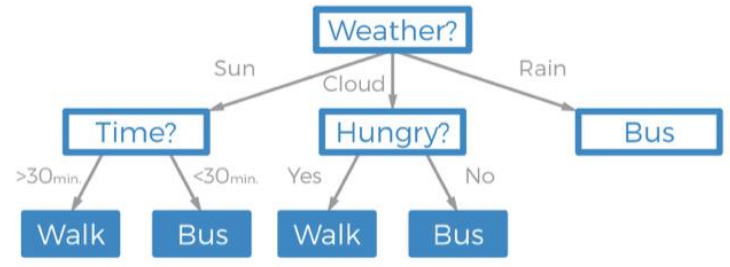 Weather?
Sun
Cloud
Rain
Time?
Hungry?
Bus
>30min.
<30min.
Yes
No
Walk
Bus
Walk
Bus